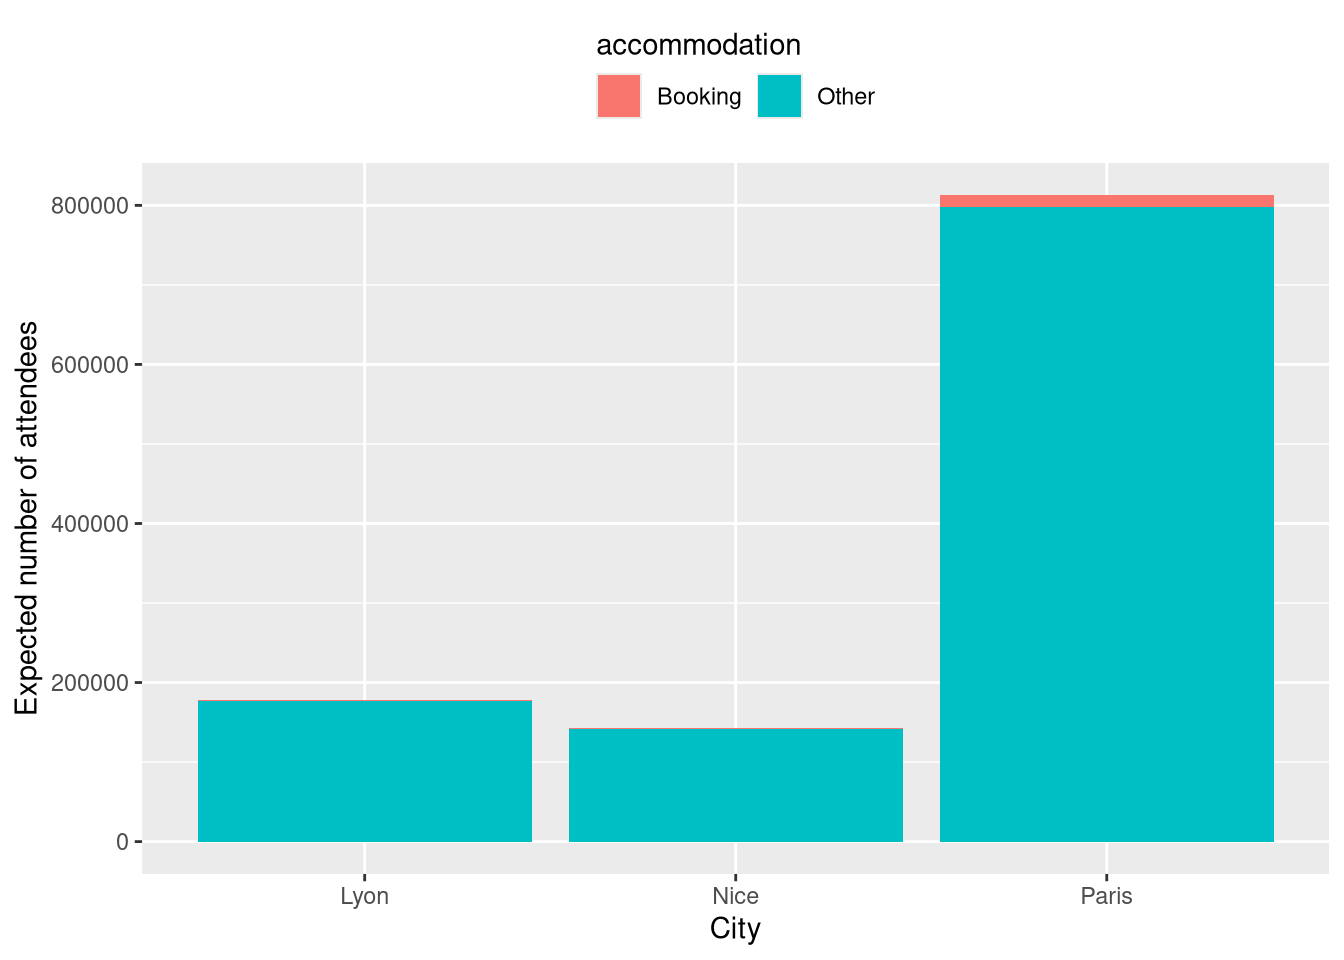 accommodation
Booking Other
800000
600000
400000
200000
0
Expected number of attendees
Lyon Nice Paris
City